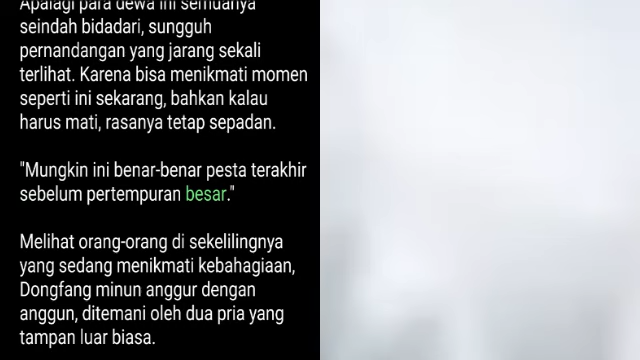 Apalagi para dewa ini semuanya
seindah bidadari, sungguh
pernandangan yang jarang sekali
terlihat. Karena bisa menikmati momen
seperti ini sekarang, bahkan kalau
harus mati, rasanya tetap sepadan.
"Mungkin ini benar-benar pesta terakhir
sebelum pertempuran besar."
Melihat orang-orang di sekelilingnya
yang sedang menikmati kebahagiaan,
Dongfang minun anggur dengan
anggun, ditemani oleh dua pria yang
tampan luar biasa.